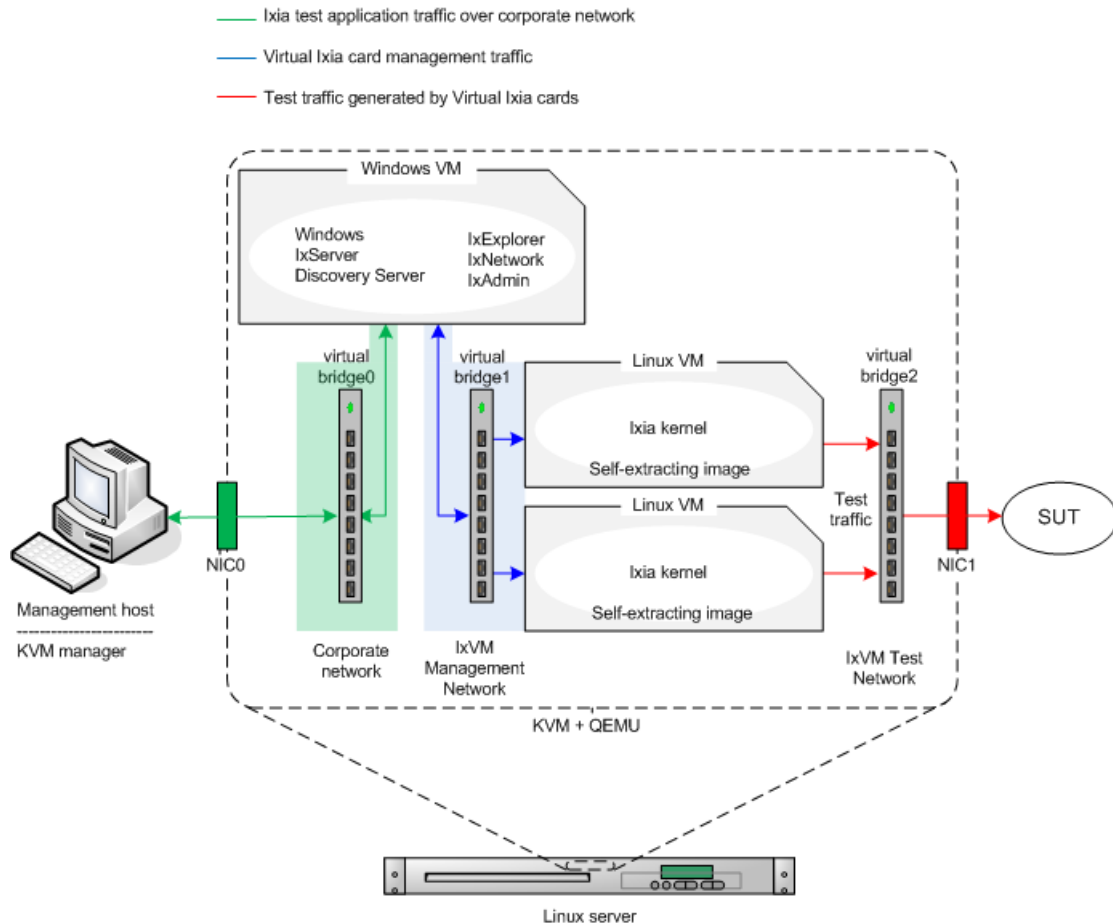 Ixia test application traffic over corporate network
Virtual Ixia card management traffic
Test traffic generated by Virtual Ixia cards
Windows VM
Windows
IxServer
Discovery Server
IxExplorer
IxNetwork
IxAdmin
virtual
bridge0
virtual
bridge1
Linux VM
Ixia kernel
Self-extracting image
Linux VM
Ixia kernel
Self-extracting image
virtual
bridge2
Test
traffic
NIC0
NIC1
SUT
Management host
KVM manager
Corporate
network
IxVM
Management
Network
IxVM Test
Network
KVM + QEMU
Linux server